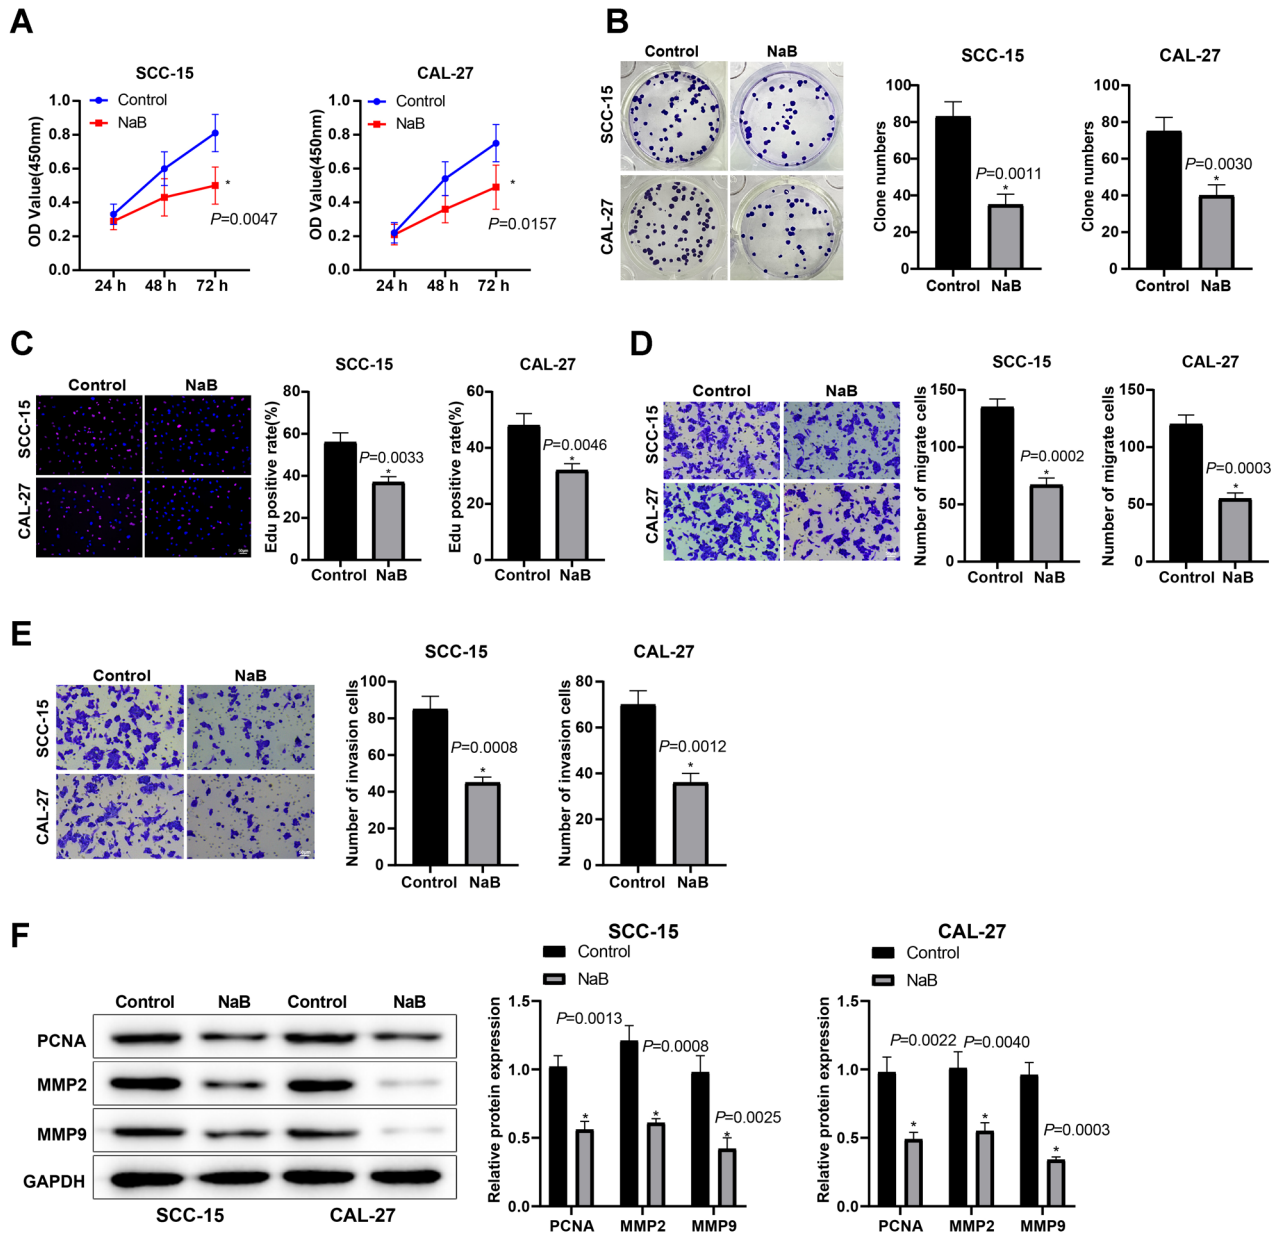 A
SCC-15
Control
NaB
OD Value(450nm)
1.0
0.8
0.6
0.4
0.2
0.0
*
P=0.0047
24 h 48 h 72 h
CAL-27
Control
NaB
OD Value(450nm)
1.0
0.8
0.6
0.4
0.2
0.0
*
P=0.0157
24 h 48 h 72 h
B
Control NaB
SCC-15
CAL-27
SCC-15
Clone numbers
100
80
60
40
20
0
P=0.0011
*
Control NaB
CAL-27
Clone numbers
100
80
60
40
20
0
P=0.0030
*
Control NaB
C
Control NaB
SCC-15
CAL-27
SCC-15
Edu positive rate(%)
80
60
40
20
0
P=0.0033
*
Control NaB
CAL-27
Edu positive rate(%)
60
40
20
0
P=0.0046
*
Control NaB
D
Control NaB
SCC-15
CAL-27
SCC-15
Number of migrate cells
150
100
50
0
P=0.0002
*
Control NaB
CAL-27
Number of migrate cells
150
100
50
0
P=0.0003
*
Control NaB
E
Control NaB
SCC-15
CAL-27
SCC-15
Number of invasion cells
100
80
60
40
20
0
P=0.0008
*
Control NaB
CAL-27
Number of invasion cells
80
60
40
20
0
P=0.0012
*
Control NaB
F
Control NaB Control NaB
PCNA
MMP2
MMP9
GAPDH
SCC-15 CAL-27
SCC-15
Control
NaB
Relative protein expression
1.5
1.0
0.5
0.0
P=0.0013
*
P=0.0008
*
P=0.0025
*
PCNA MMP2 MMP9
CAL-27
Control
NaB
Relative protein expression
1.5
1.0
0.5
0.0
P=0.0022
*
P=0.0040
*
P=0.0003
*
PCNA MMP2 MMP9